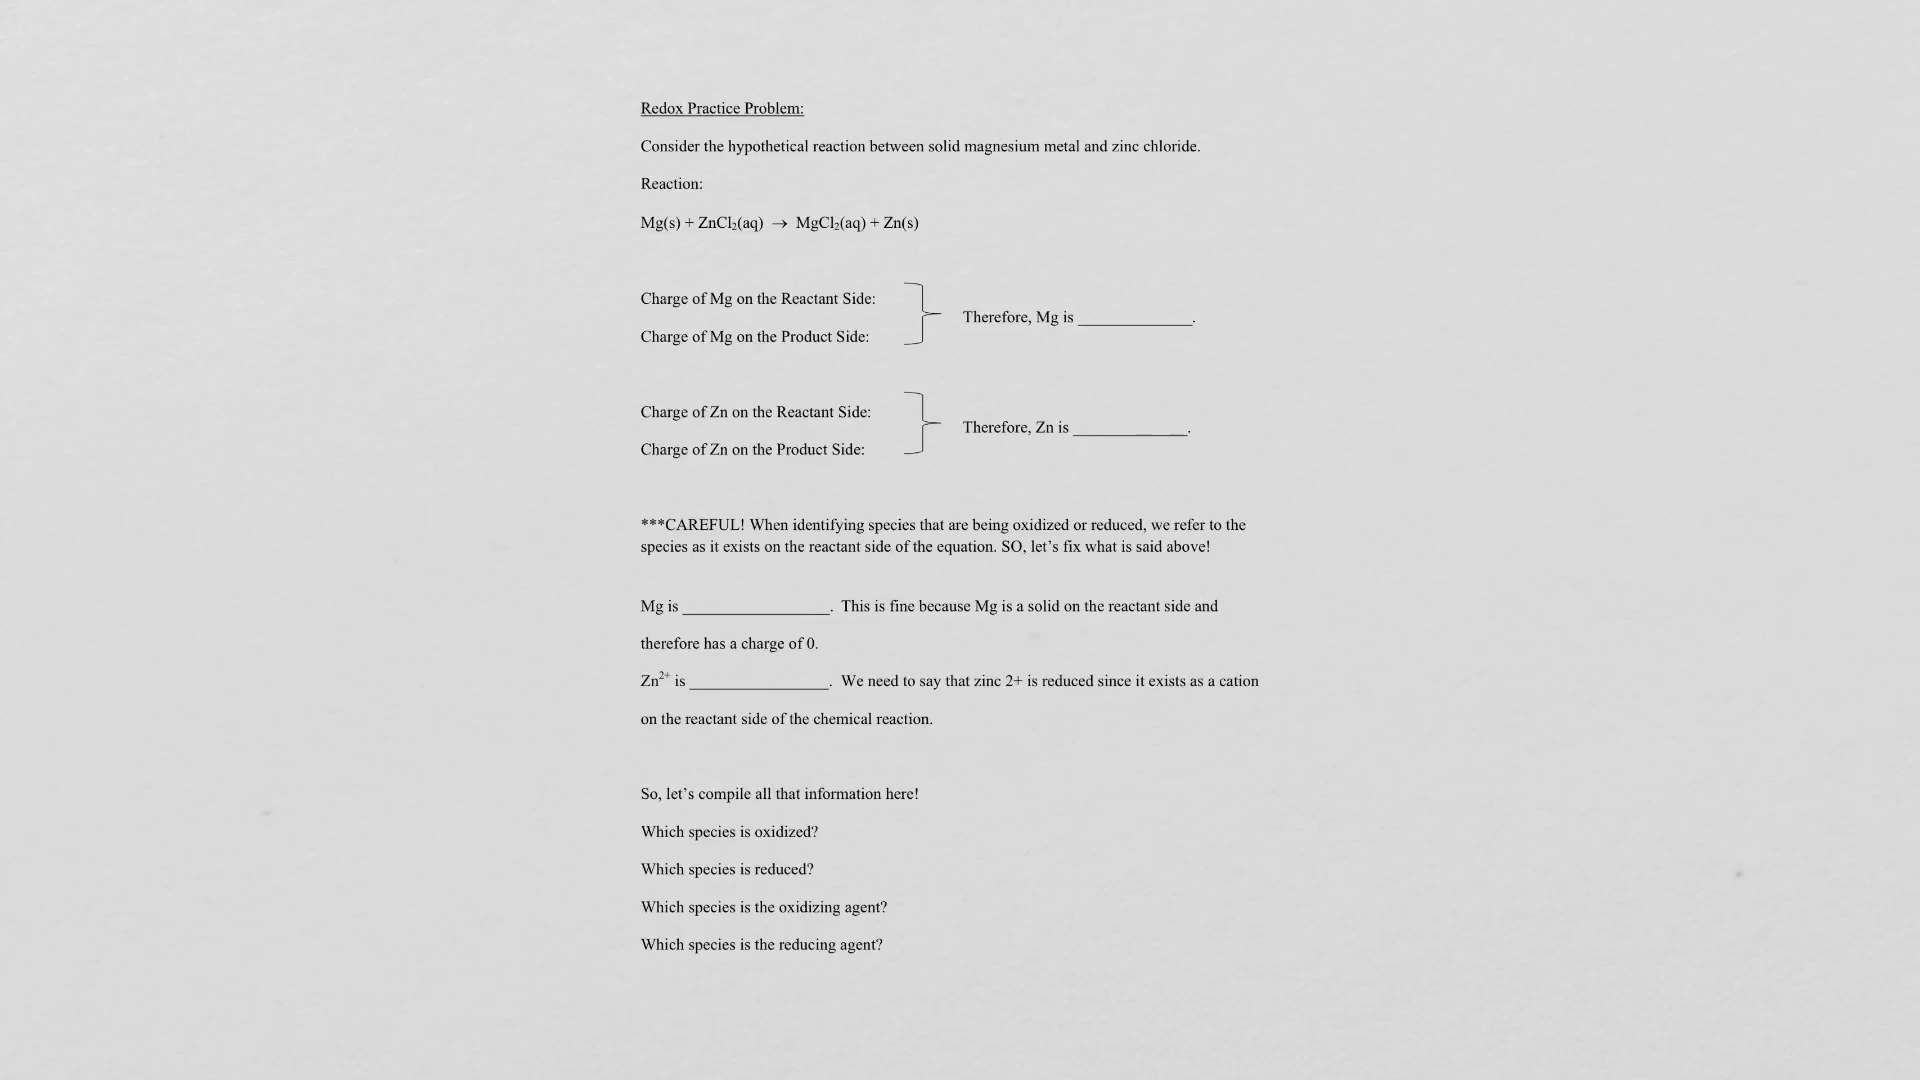 Redox Practice Problem:
Consider the hypothetical reaction between solid magnesium metal and zinc chloride.
Reaction:
Mg(s) + ZnCl₂(aq) → MgCl₂(aq) + Zn(s)
Charge of Mg on the Reactant Side:
Charge of Mg on the Product Side:
Therefore, Mg is ______________.
Charge of Zn on the Reactant Side:
Charge of Zn on the Product Side:
Therefore, Zn is ______________.
***CAREFUL! When identifying species that are being oxidized or reduced, we refer to the
species as it exists on the reactant side of the equation. SO, let’s fix what is said above!
Mg is __________________. This is fine because Mg is a solid on the reactant side and
therefore has a charge of 0.
Zn²⁺ is _________________. We need to say that zinc 2+ is reduced since it exists as a cation
on the reactant side of the chemical reaction.
So, let’s compile all that information here!
Which species is oxidized?
Which species is reduced?
Which species is the oxidizing agent?
Which species is the reducing agent?